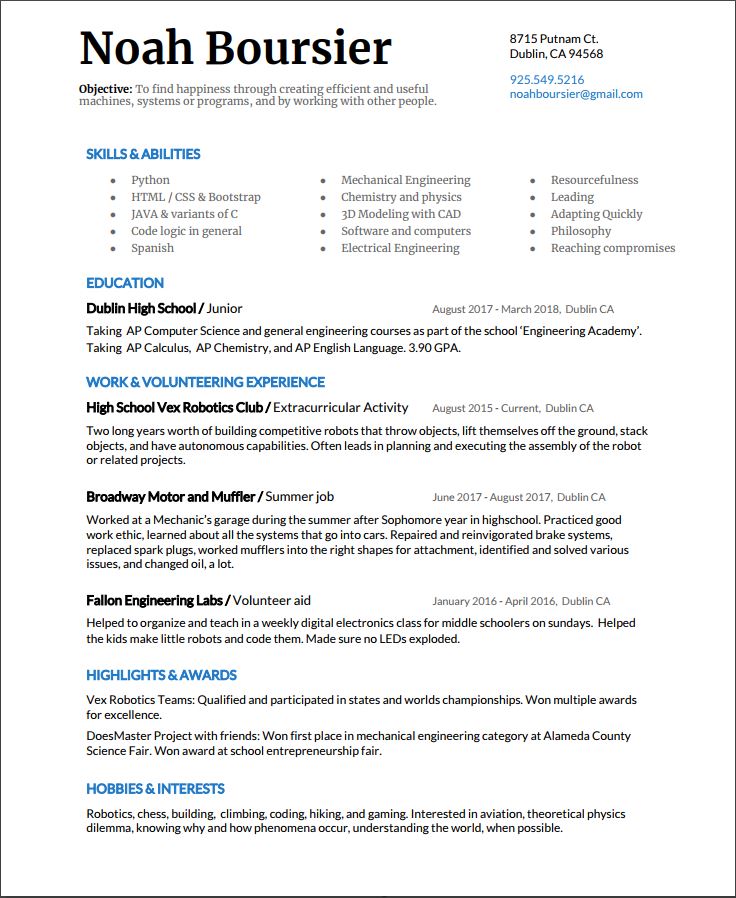 Noah Boursier
8715 Putnam Ct.
Dublin, CA 94568
925.549.5216
noahboursier@gmail.com
Objective: To find happiness through creating efficient and useful
machines, systems or programs, and by working with other people.
SKILLS & ABILITIES
● Python
● HTML / CSS & Bootstrap
● JAVA & variants of C
● Code logic in general
● Spanish
● Mechanical Engineering
● Chemistry and physics
● 3D Modeling with CAD
● Software and computers
● Electrical Engineering
● Resourcefulness
● Leading
● Adapting Quickly
● Philosophy
● Reaching compromises
EDUCATION
Dublin High School / Junior August 2017 - March 2018, Dublin CA
Taking AP Computer Science and general engineering courses as part of the school ‘Engineering Academy’.
Taking AP Calculus, AP Chemistry, and AP English Language. 3.90 GPA.
WORK & VOLUNTEERING EXPERIENCE
High School Vex Robotics Club / Extracurricular Activity August 2015 - Current, Dublin CA
Two long years worth of building competitive robots that throw objects, lift themselves off the ground, stack
objects, and have autonomous capabilities. Often leads in planning and executing the assembly of the robot
or related projects.
Broadway Motor and Muffler / Summer job June 2017 - August 2017, Dublin CA
Worked at a Mechanic’s garage during the summer after Sophomore year in highschool. Practiced good
work ethic, learned about all the systems that go into cars. Repaired and reinvigorated brake systems,
replaced spark plugs, worked mufflers into the right shapes for attachment, identified and solved various
issues, and changed oil, a lot.
Fallon Engineering Labs / Volunteer aid January 2016 - April 2016, Dublin CA
Helped to organize and teach in a weekly digital electronics class for middle schoolers on sundays. Helped
the kids make little robots and code them. Made sure no LEDs exploded.
HIGHLIGHTS & AWARDS
Vex Robotics Teams: Qualified and participated in states and worlds championships. Won multiple awards
for excellence.
DoesMaster Project with friends: Won first place in mechanical engineering category at Alameda County
Science Fair. Won award at school entrepreneurship fair.
HOBBIES & INTERESTS
Robotics, chess, building, climbing, coding, hiking, and gaming. Interested in aviation, theoretical physics
dilemma, knowing why and how phenomena occur, understanding the world, when possible.